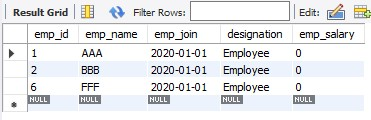 Result Grid Filter Rows: Edit:
emp_id emp_name emp_join designation emp_salary
1 AAA 2020-01-01 Employee 0
2 BBB 2020-01-01 Employee 0
6 FFF 2020-01-01 Employee 0
NULL NULL NULL NULL NULL